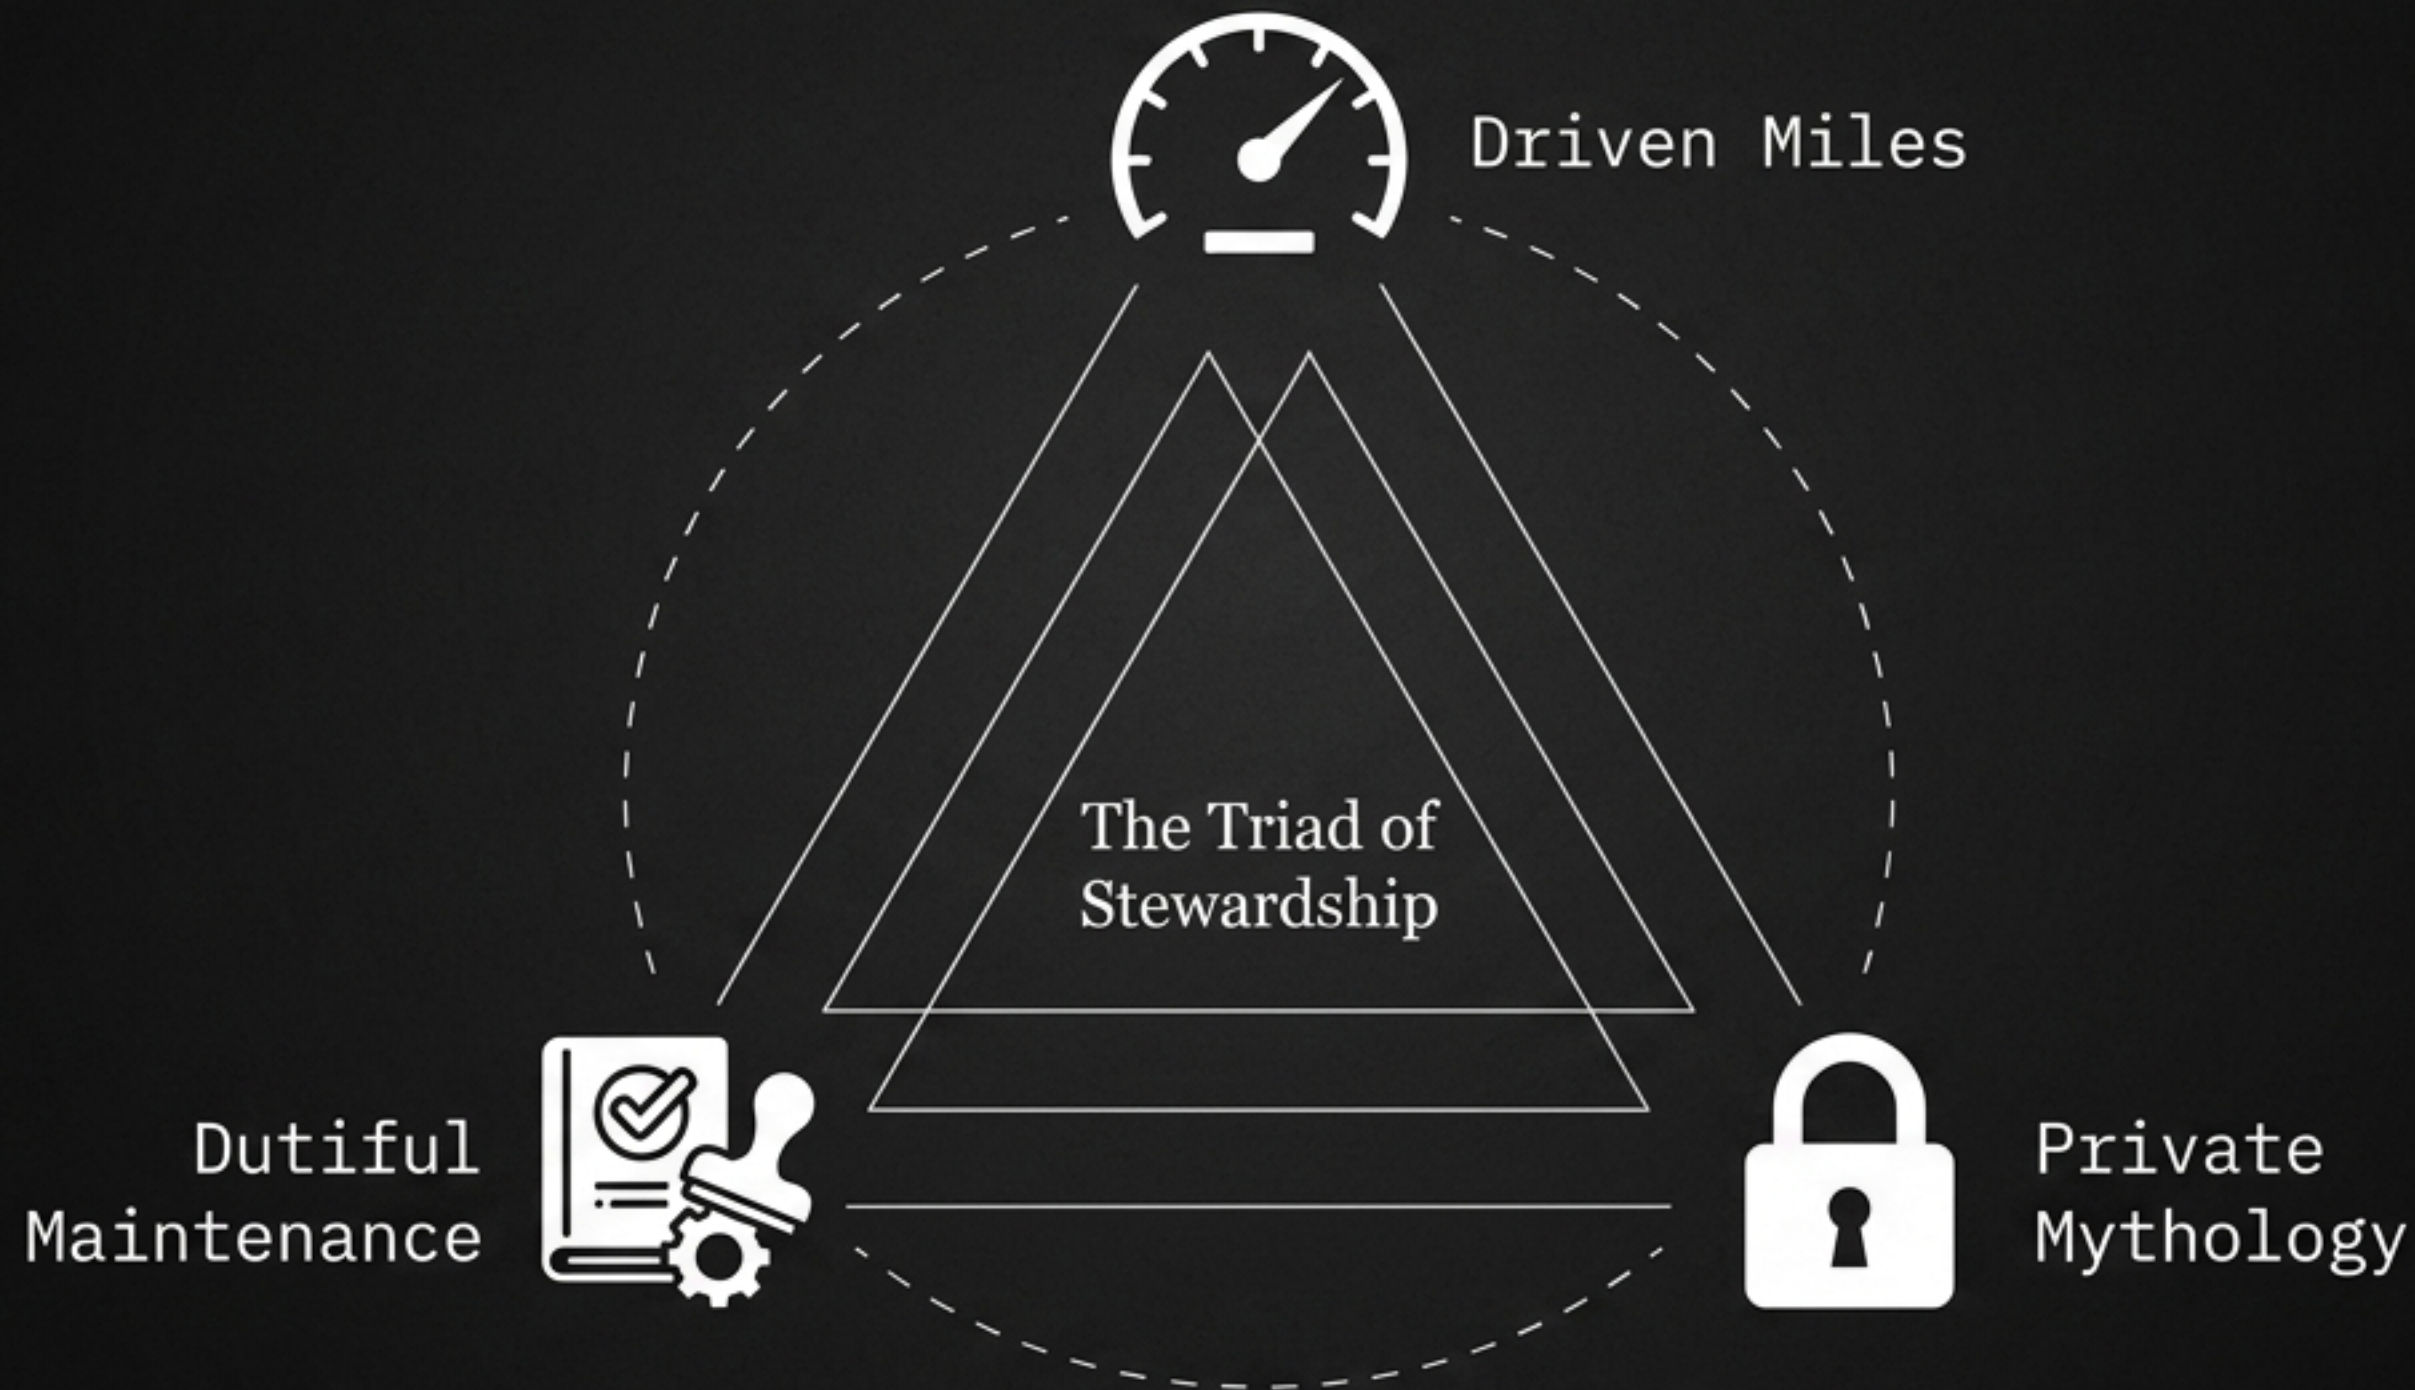 Driven Miles
The Triad of
Stewardship
Dutiful
Maintenance
Private
Mythology